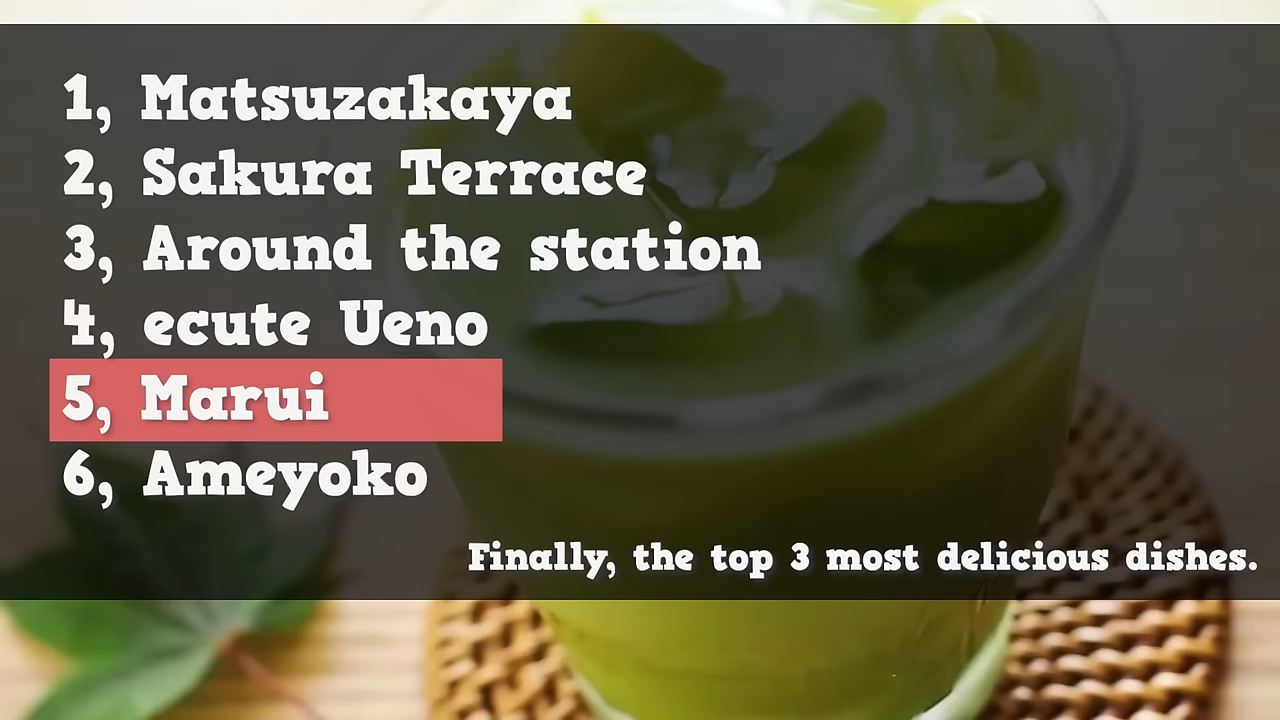 1, Matsuzakaya
2, Sakura Terrace
3, Around the station
4, ecute Ueno
5, Marui
6, Ameyoko
Finally, the top 3 most delicious dishes.